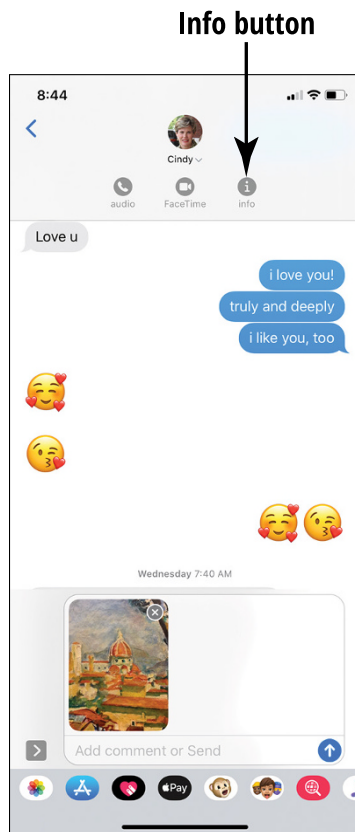 Info button
8:44
Cindy
audio FaceTime info
Love u
i love you!
truly and deeply
i like you, too
Wednesday 7:40 AM
Add comment or Send
Pay